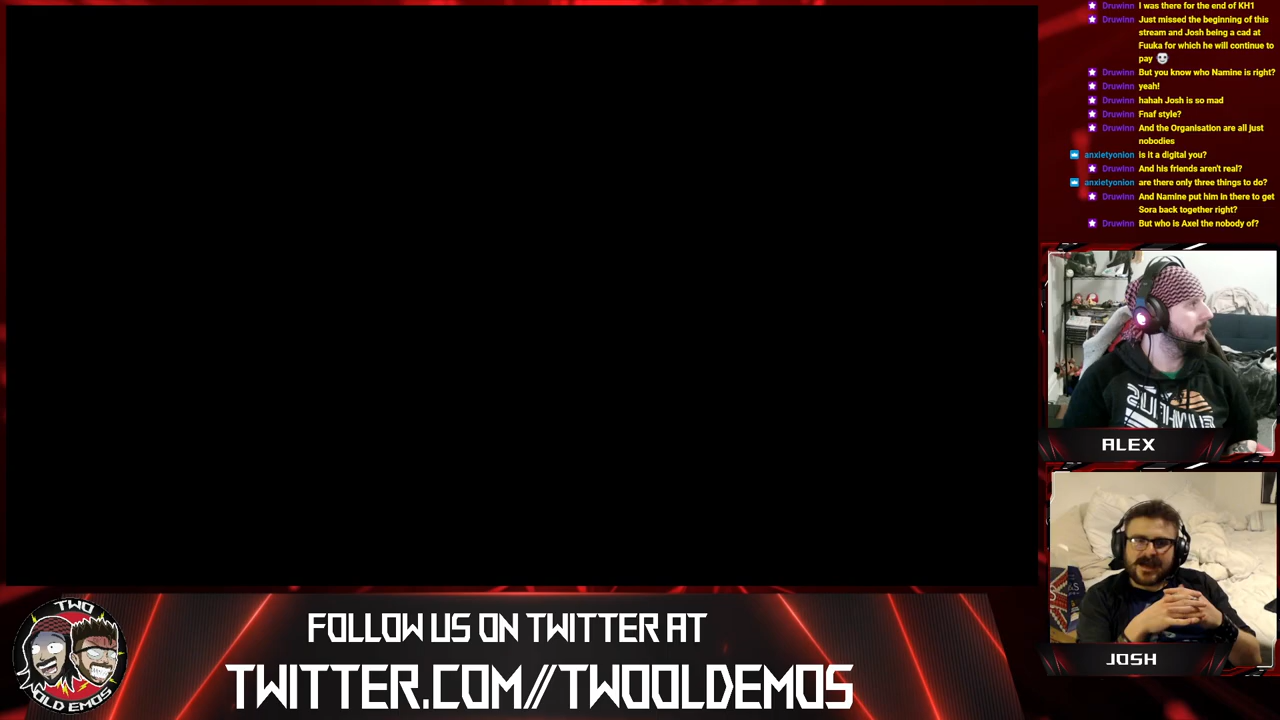 Druwinn I was there for the end of KH1
Druwinn Just missed the beginning of this
stream and Josh being a cad at
Fuuka for which he will continue to
pay
Druwinn But you know who Namine is right?
Druwinn yeah!
Druwinn hahah Josh is so mad
Druwinn Fnaf style?
Druwinn And the Organisation are all just
nobodies
anxietyonion is it a digital you?
Druwinn And his friends aren't real?
anxietyonion are there only three things to do?
Druwinn And Namine put him in there to get
Sora back together right?
Druwinn But who is Axel the nobody of?
ALEX
JOSH
TWO
OLD EMOS
FOLLOW US ON TWITTER AT
TWITTER.COM//TWOOLDEMOS